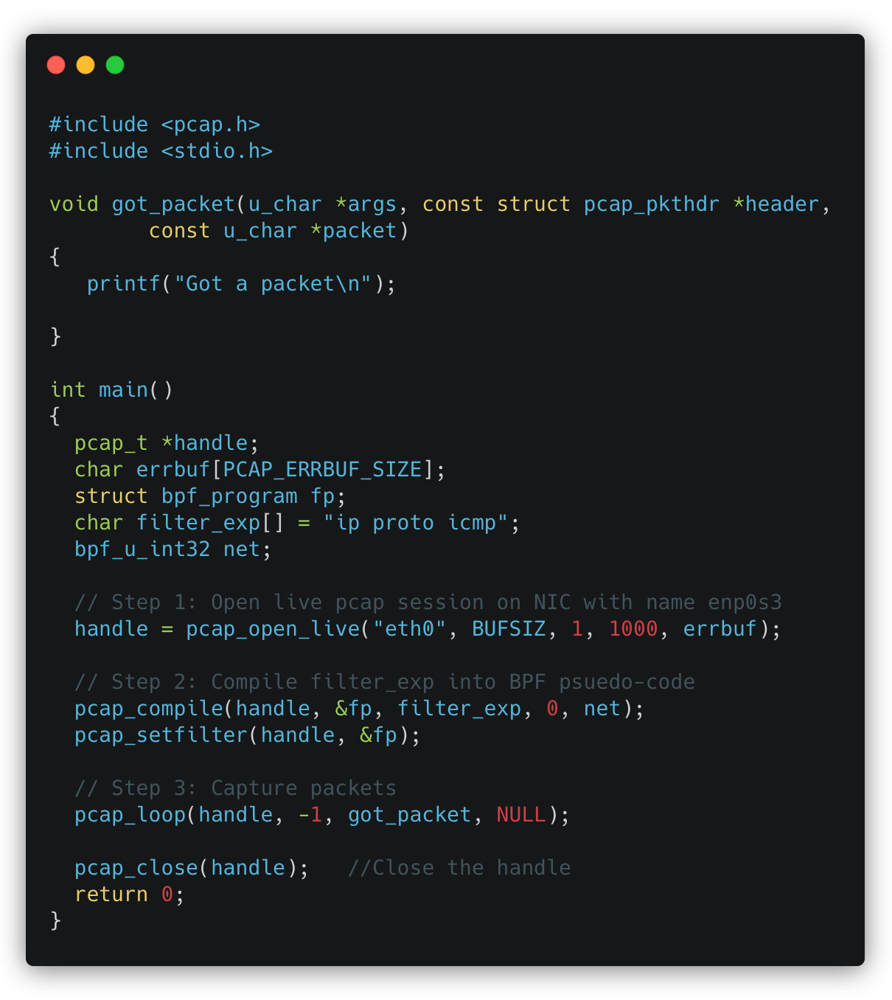 #include <pcap.h>
#include <stdio.h>
void got_packet(u_char *args, const struct pcap_pkthdr *header,
        const u_char *packet)
{
   printf("Got a packet\n");
}
int main()
{
  pcap_t *handle;
  char errbuf[PCAP_ERRBUF_SIZE];
  struct bpf_program fp;
  char filter_exp[] = "ip proto icmp";
  bpf_u_int32 net;
  // Step 1: Open live pcap session on NIC with name enp0s3
  handle = pcap_open_live("eth0", BUFSIZ, 1, 1000, errbuf);
  // Step 2: Compile filter_exp into BPF psuedo-code
  pcap_compile(handle, &fp, filter_exp, 0, net);
  pcap_setfilter(handle, &fp);
  // Step 3: Capture packets
  pcap_loop(handle, -1, got_packet, NULL);
  pcap_close(handle);   //Close the handle
  return 0;
}